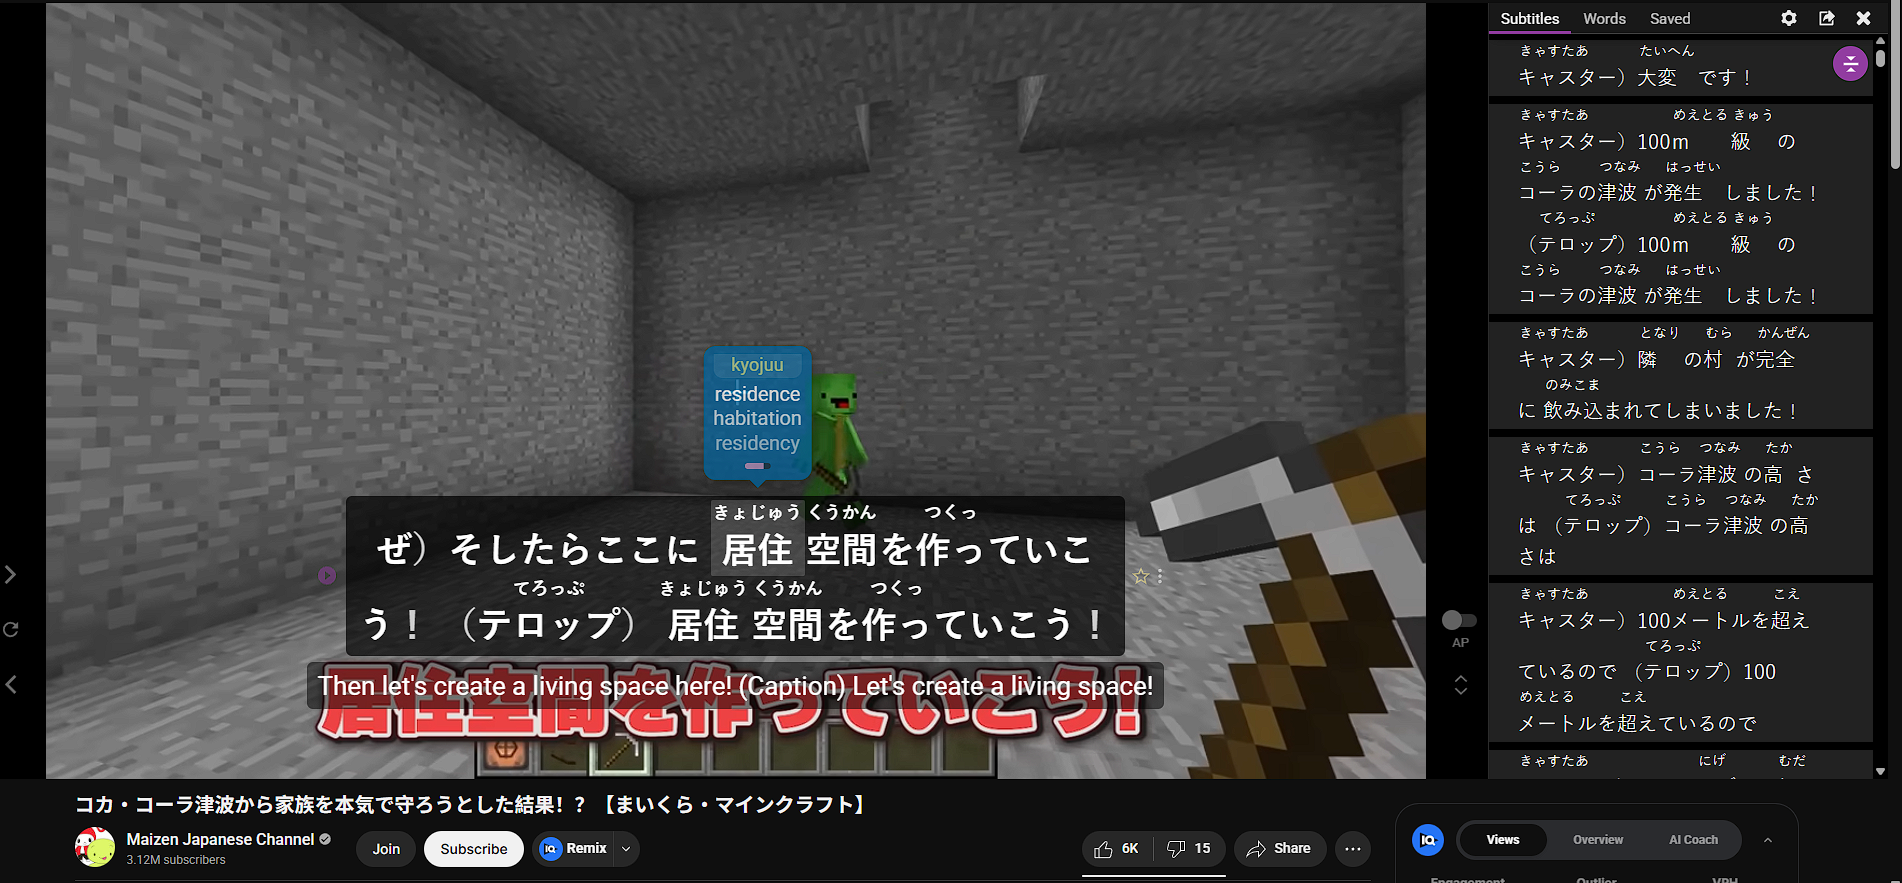 kyojuu
residence
habitation
residency
きょじゅう くうかん つくっ
ぜ）そしたらここに 居住 空間を作っていこ
てろっぷ きょじゅう くうかん つくっ
う！（テロップ） 居住 空間を作っていこう！
Then let's create a living space here! (Caption) Let's create a living space!
居住空間を作っていこう!
AP
Subtitles Words Saved
きゃすたあ たいへん
キャスター）大変 です！
きゃすたあ めえとる きゅう
キャスター）100m 級 の
こうら つなみ はっせい
コーラの津波 が発生 しました！
てろっぷ めえとる きゅう
（テロップ）100m 級 の
こうら つなみ はっせい
コーラの津波 が発生 しました！
きゃすたあ となり むら かんぜん
キャスター）隣 の村 が完全
のみこま
に 飲み込まれてしまいました！
きゃすたあ こうら つなみ たか
キャスター）コーラ津波 の高 さ
てろっぷ こうら つなみ たか
は （テロップ）コーラ津波 の高
さは
きゃすたあ めえとる こえ
キャスター）100メートルを超え
てろっぷ
ているので （テロップ）100
めえとる こえ
メートルを超えているので
きゃすたあ にげ むだ
コカ・コーラ津波から家族を本気で守ろうとした結果！？【まいくら・マインクラフト】
Maizen Japanese Channel
3.12M subscribers
Join
Subscribe
IQ Remix
6K
15
Share
IQ
Views Overview AI Coach
Engagement Outlier VPH